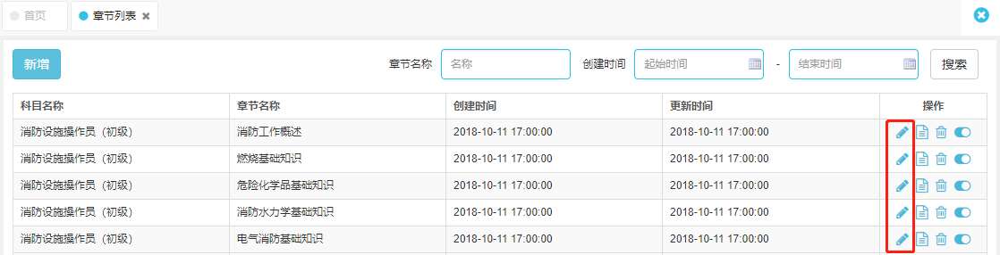 首页 章节列表
新增 章节名称 名称 创建时间 起始时间 - 结束时间 搜索
科目名称 章节名称 创建时间 更新时间 操作
消防设施操作员（初级） 消防工作概述 2018-10-11 17:00:00 2018-10-11 17:00:00
消防设施操作员（初级） 燃烧基础知识 2018-10-11 17:00:00 2018-10-11 17:00:00
消防设施操作员（初级） 危险化学品基础知识 2018-10-11 17:00:00 2018-10-11 17:00:00
消防设施操作员（初级） 消防水力学基础知识 2018-10-11 17:00:00 2018-10-11 17:00:00
消防设施操作员（初级） 电气消防基础知识 2018-10-11 17:00:00 2018-10-11 17:00:00